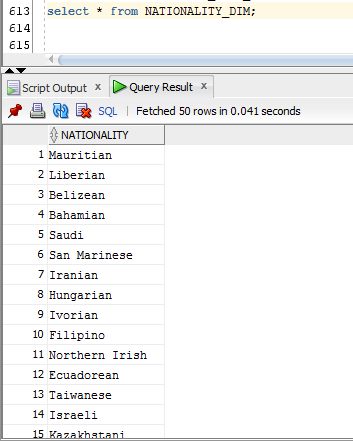 613 select * from NATIONALITY_DIM;
614
615
Script Output x Query Result x
SQL | Fetched 50 rows in 0.041 seconds
NATIONALITY
1 Mauritian
2 Liberian
3 Belizean
4 Bahamian
5 Saudi
6 San Marinese
7 Iranian
8 Hungarian
9 Ivorian
10 Filipino
11 Northern Irish
12 Ecuadorean
13 Taiwanese
14 Israeli
15 Kazakhstani